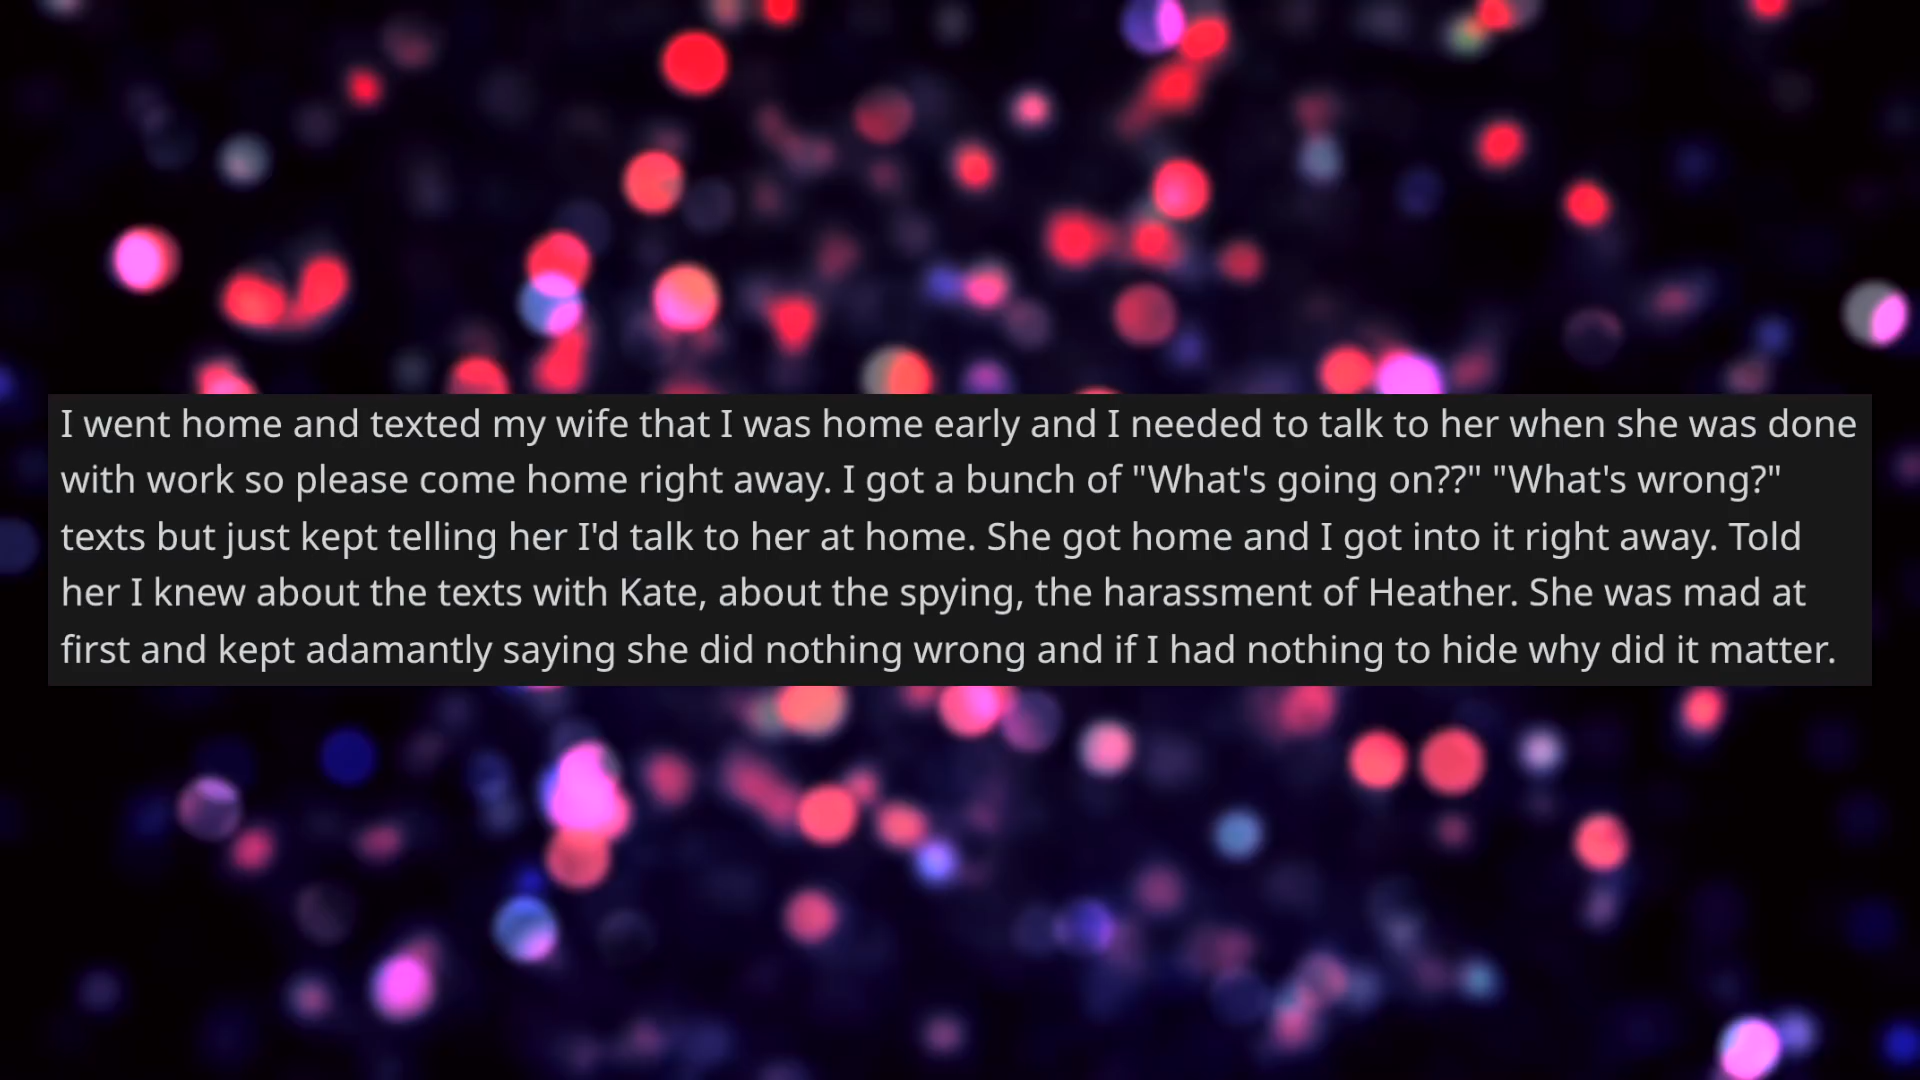 I went home and texted my wife that I was home early and I needed to talk to her when she was done
with work so please come home right away. I got a bunch of "What's going on??" "What's wrong?"
texts but just kept telling her I'd talk to her at home. She got home and I got into it right away. Told
her I knew about the texts with Kate, about the spying, the harassment of Heather. She was mad at
first and kept adamantly saying she did nothing wrong and if I had nothing to hide why did it matter.